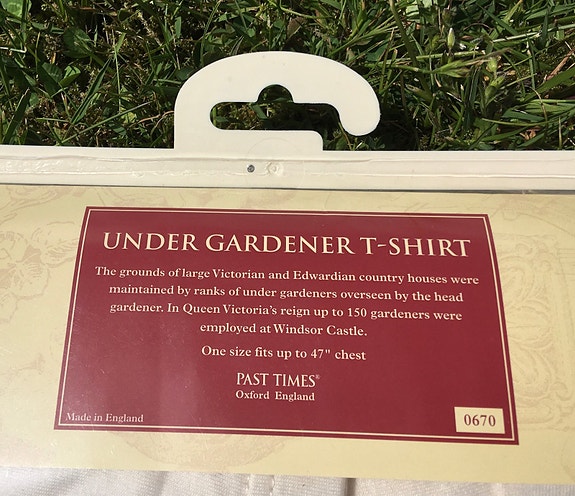 UNDER GARDENER T-SHIRT
The grounds of large Victorian and Edwardian country houses were
maintained by ranks of under gardeners overseen by the head
gardener. In Queen Victoria's reign up to 150 gardeners were
employed at Windsor Castle.
One size fits up to 47" chest
PAST TIMES®
Oxford England
Made in England
0670